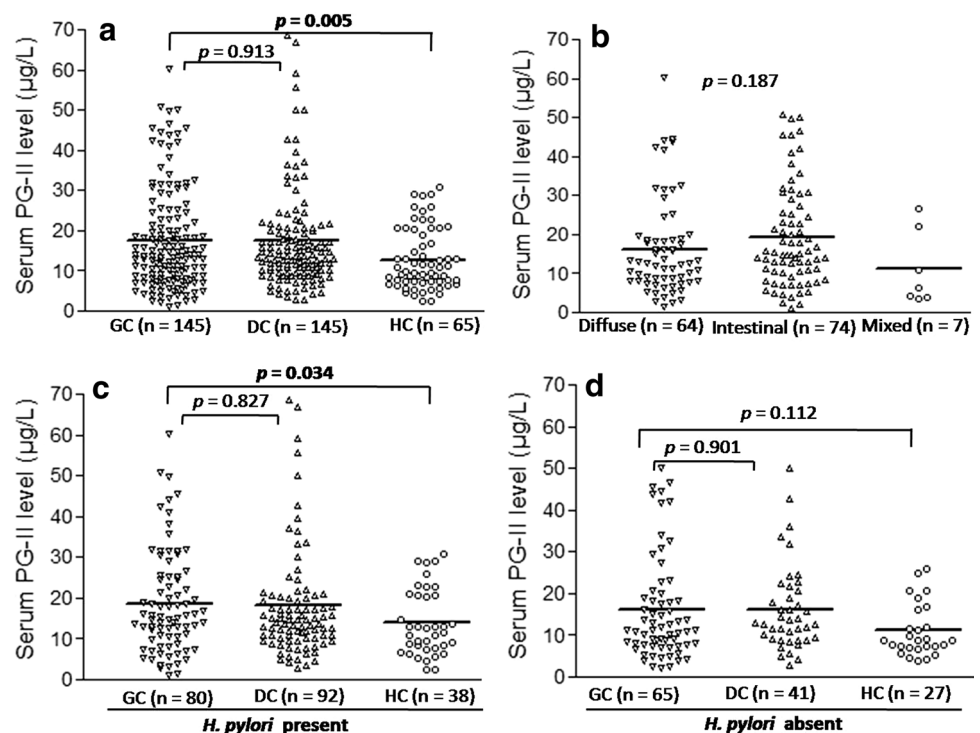 a
p = 0.005
p = 0.913
Serum PG-II level (µg/L)
70
60
50
40
30
20
10
0
GC (n = 145) DC (n = 145) HC (n = 65)
b
p = 0.187
Serum PG-II level (µg/L)
70
60
50
40
30
20
10
0
Diffuse (n = 64) Intestinal (n = 74) Mixed (n = 7)
c
p = 0.034
p = 0.827
Serum PG-II level (µg/L)
70
60
50
40
30
20
10
0
GC (n = 80) DC (n = 92) HC (n = 38)
H. pylori present
d
p = 0.112
p = 0.901
Serum PG-II level (µg/L)
70
60
50
40
30
20
10
0
GC (n = 65) DC (n = 41) HC (n = 27)
H. pylori absent